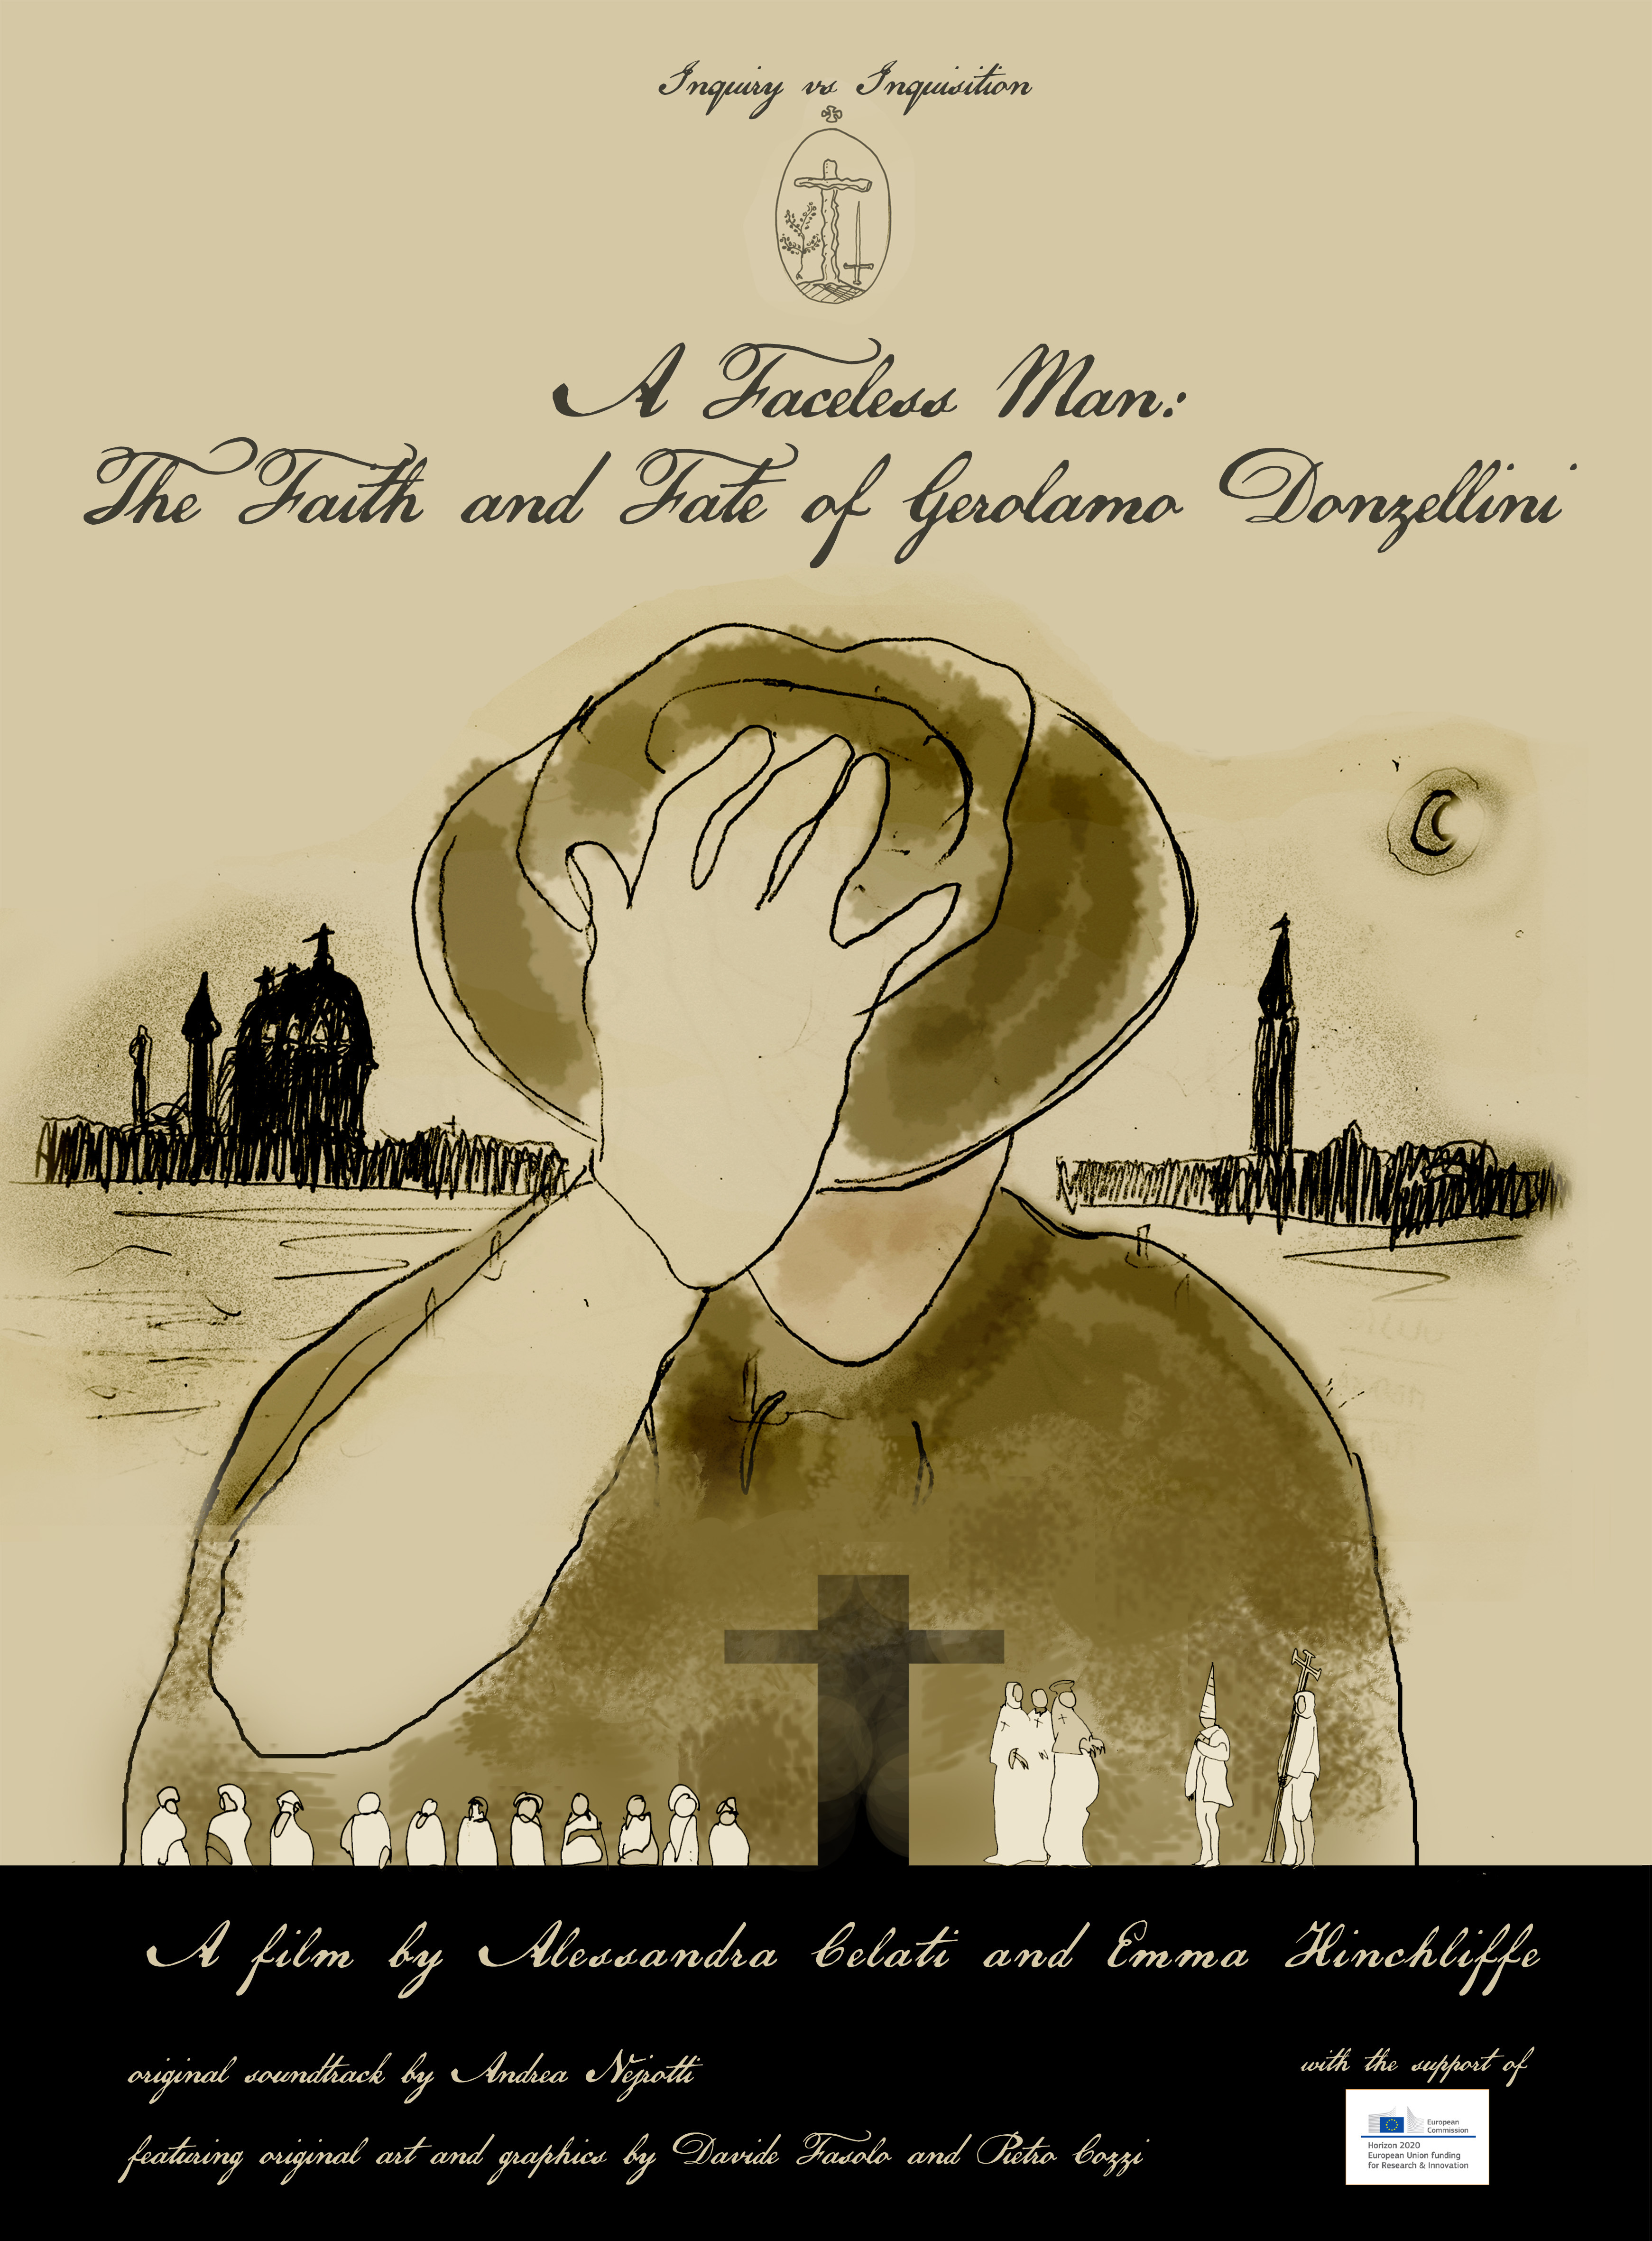 Inquiry vs Inquisition
A Faceless Man:
The Faith and Fate of Gerolamo Donzellini
A film by Alessandra Celati and Emma Hinchliffe
original soundtrack by Andrea Nejrotti
with the support of
featuring original art and graphics by Davide Fasolo and Pietro Cozzi
European
Commission
Horizon 2020
European Union funding
for Research & Innovation